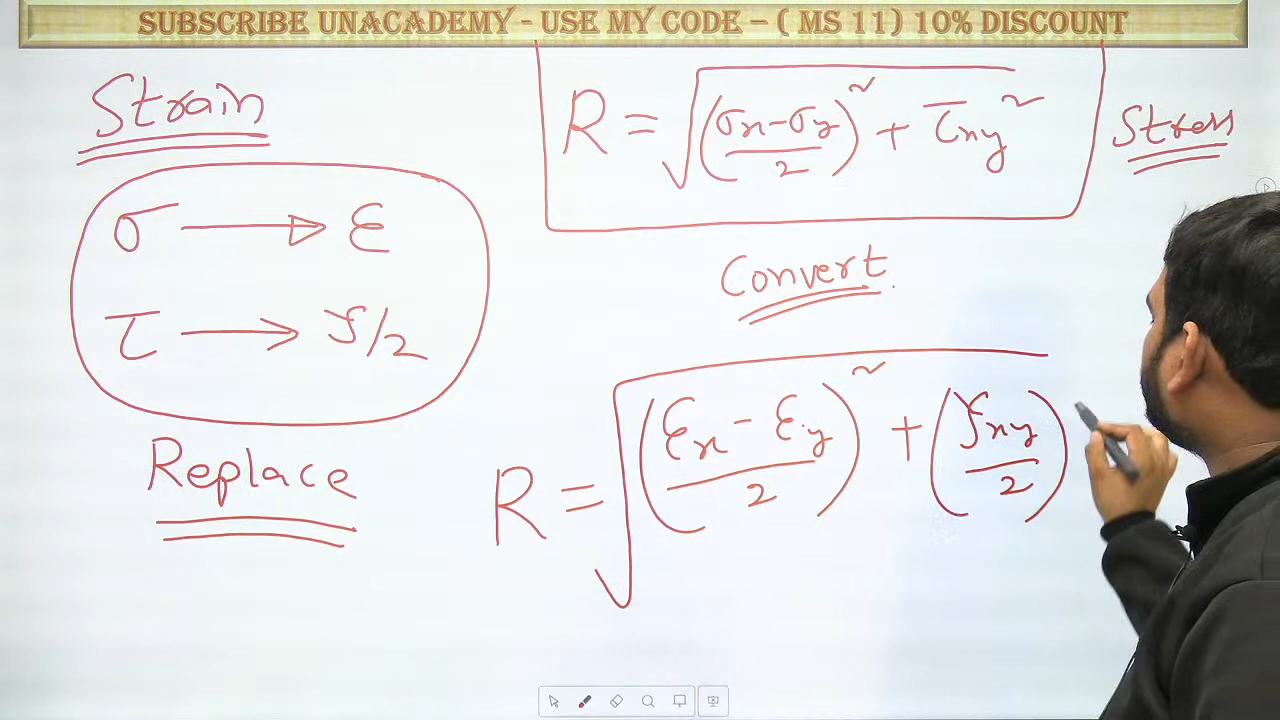 SUBSCRIBE UNACADEMY - USE MY CODE – ( MS 11) 10% DISCOUNT
Strain
R = √((σx-σy)/2)² + τxy²
Stress
σ → ε
τ → γ/2
Convert
Replace
R = √((εx - εy)/2)² + (γxy/2)